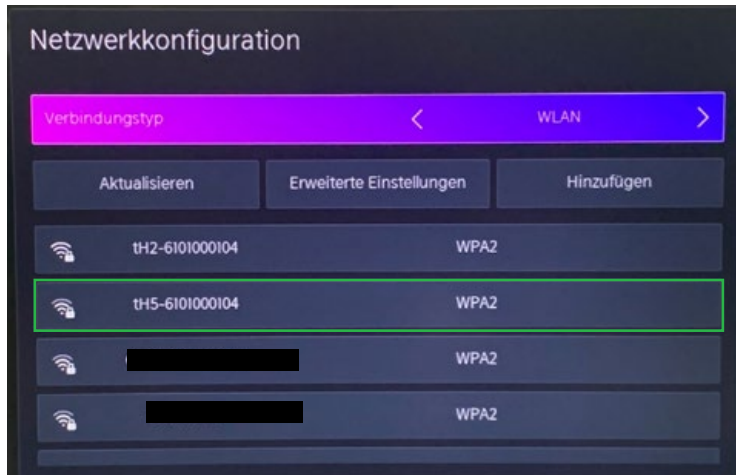 Netzwerkkonfiguration
Verbindungstyp < WLAN >
Aktualisieren Erweiterte Einstellungen Hinzufügen
tH2-6101000104 WPA2
tH5-6101000104 WPA2
WPA2
WPA2